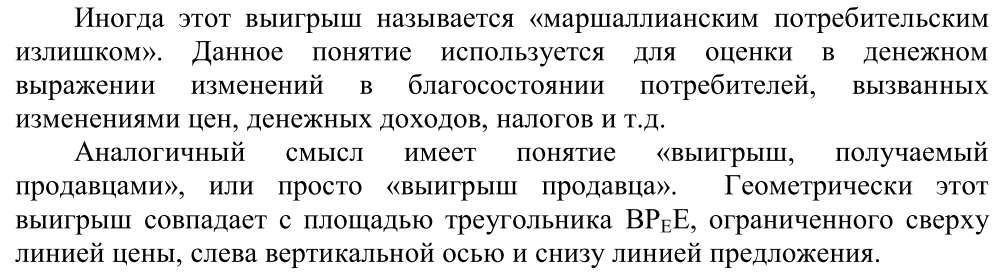 Иногда этот выигрыш называется «маршаллианским потребительским
излишком». Данное понятие используется для оценки в денежном
выражении изменений в благосостоянии потребителей, вызванных
изменениями цен, денежных доходов, налогов и т.д.
Аналогичный смысл имеет понятие «выигрыш, получаемый
продавцами», или просто «выигрыш продавца». Геометрически этот
выигрыш совпадает с площадью треугольника BP_EE, ограниченного сверху
линией цены, слева вертикальной осью и снизу линией предложения.